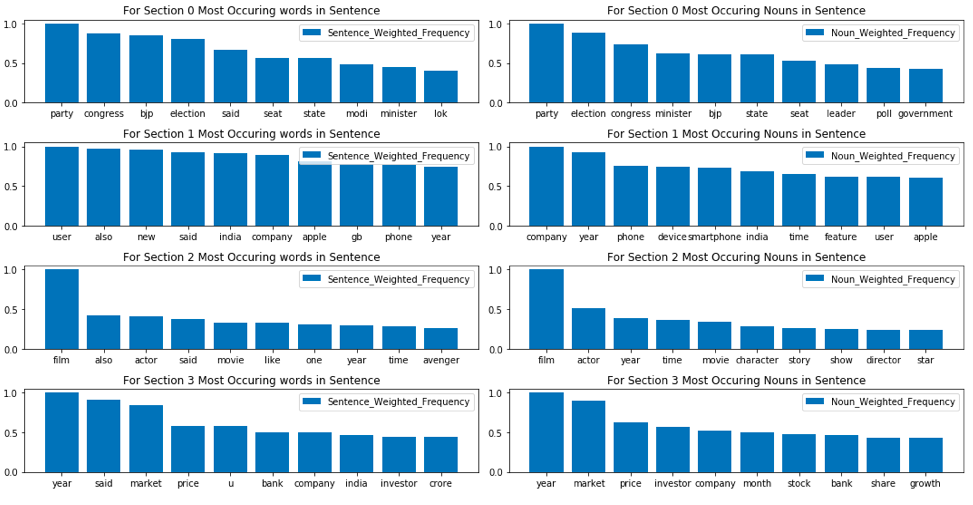 For Section 0 Most Occuring words in Sentence
1.0
0.5
0.0
Sentence_Weighted_Frequency
party congress bjp election said seat state modi minister lok
For Section 0 Most Occuring Nouns in Sentence
1.0
0.5
0.0
Noun_Weighted_Frequency
party election congress minister bjp state seat leader poll government
For Section 1 Most Occuring words in Sentence
1.0
0.5
0.0
Sentence_Weighted_Frequency
user also new said india company apple gb phone year
For Section 1 Most Occuring Nouns in Sentence
1.0
0.5
0.0
Noun_Weighted_Frequency
company year phone device smartphone india time feature user apple
For Section 2 Most Occuring words in Sentence
1.0
0.5
0.0
Sentence_Weighted_Frequency
film also actor said movie like one year time avenger
For Section 2 Most Occuring Nouns in Sentence
1.0
0.5
0.0
Noun_Weighted_Frequency
film actor year time movie character story show director star
For Section 3 Most Occuring words in Sentence
1.0
0.5
0.0
Sentence_Weighted_Frequency
year said market price u bank company india investor crore
For Section 3 Most Occuring Nouns in Sentence
1.0
0.5
0.0
Noun_Weighted_Frequency
year market price investor company month stock bank share growth